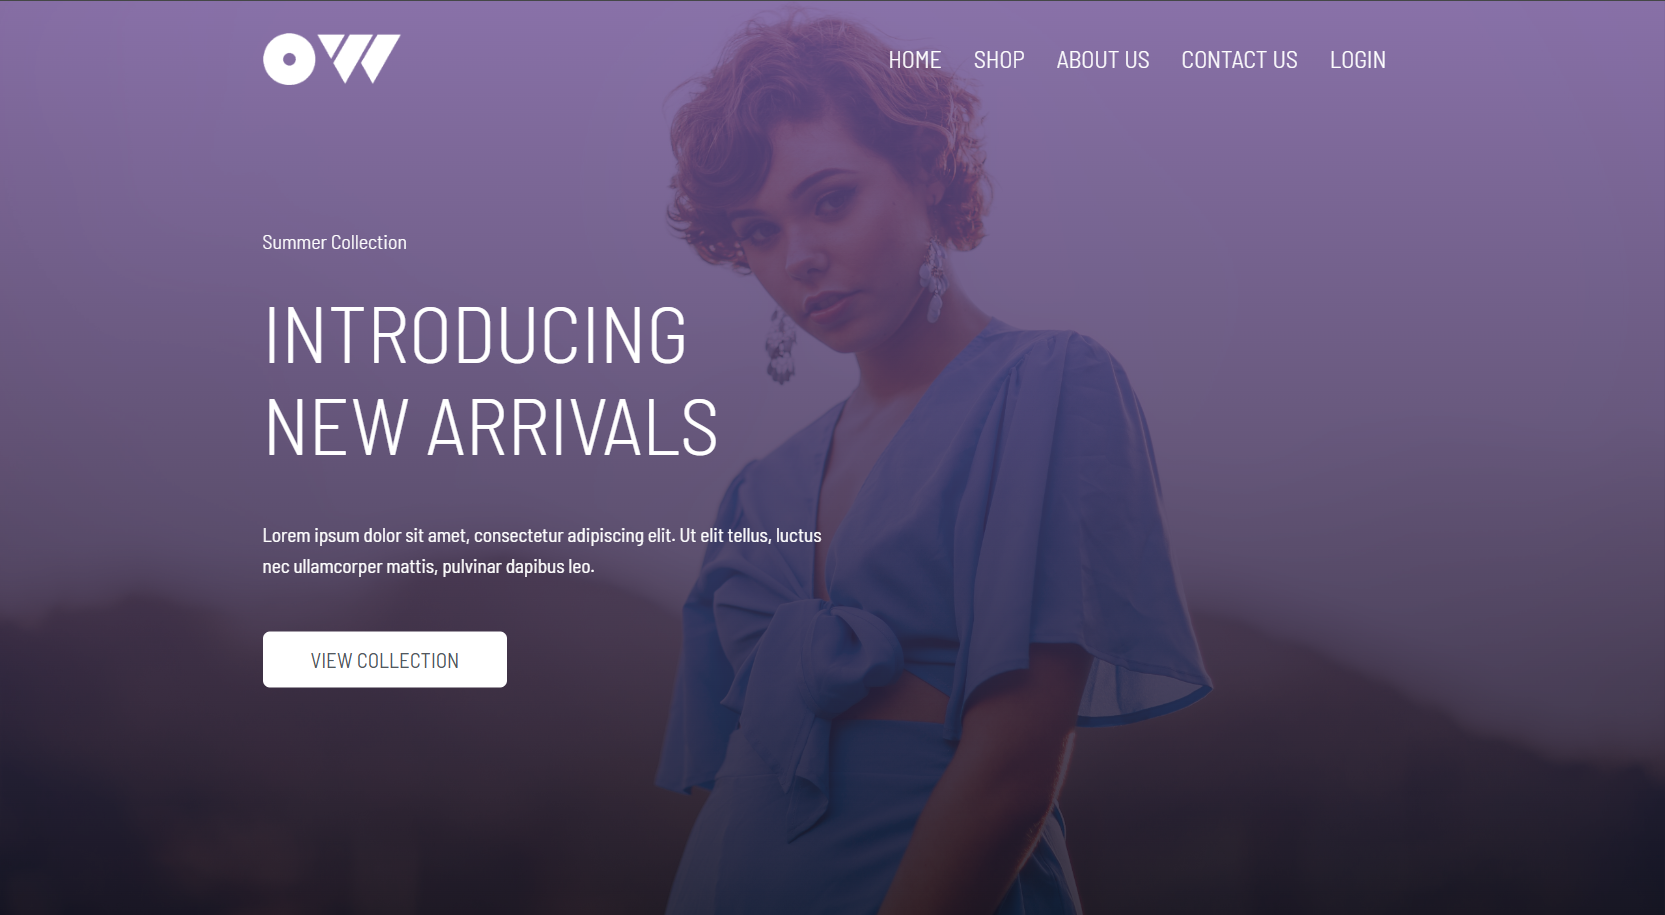 OW
HOME SHOP ABOUT US CONTACT US LOGIN
Summer Collection
INTRODUCING
NEW ARRIVALS
Lorem ipsum dolor sit amet, consectetur adipiscing elit. Ut elit tellus, luctus
nec ullamcorper mattis, pulvinar dapibus leo.
VIEW COLLECTION